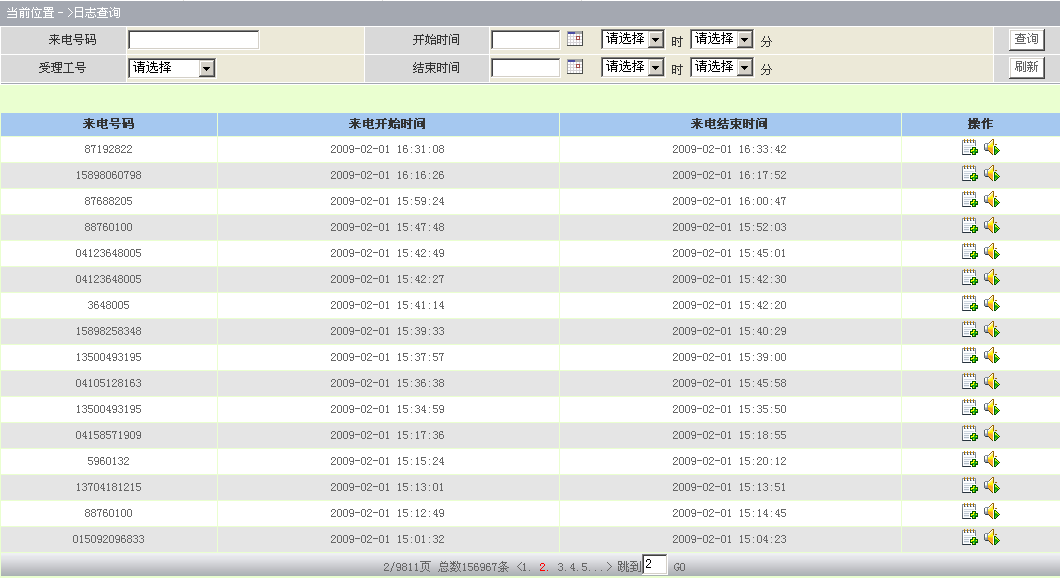 当前位置－>日志查询
来电号码 开始时间 请选择 时 请选择 分 查询
受理工号 请选择 结束时间 请选择 时 请选择 分 刷新
来电号码 来电开始时间 来电结束时间 操作
87192822 2009-02-01 16:31:08 2009-02-01 16:33:42
15898060798 2009-02-01 16:16:26 2009-02-01 16:17:52
87688205 2009-02-01 15:59:24 2009-02-01 16:00:47
88760100 2009-02-01 15:47:48 2009-02-01 15:52:03
04123648005 2009-02-01 15:42:49 2009-02-01 15:45:01
04123648005 2009-02-01 15:42:27 2009-02-01 15:42:30
3648005 2009-02-01 15:41:14 2009-02-01 15:42:20
15898258348 2009-02-01 15:39:33 2009-02-01 15:40:29
13500493195 2009-02-01 15:37:57 2009-02-01 15:39:00
04105128163 2009-02-01 15:36:38 2009-02-01 15:45:58
13500493195 2009-02-01 15:34:59 2009-02-01 15:35:50
04158571909 2009-02-01 15:17:36 2009-02-01 15:18:55
5960132 2009-02-01 15:15:24 2009-02-01 15:20:12
13704181215 2009-02-01 15:13:01 2009-02-01 15:13:51
88760100 2009-02-01 15:12:49 2009-02-01 15:14:45
015092096833 2009-02-01 15:01:32 2009-02-01 15:04:23
2/9811页 总数156967条 <1. 2. 3.4.5...> 跳到 2 GO